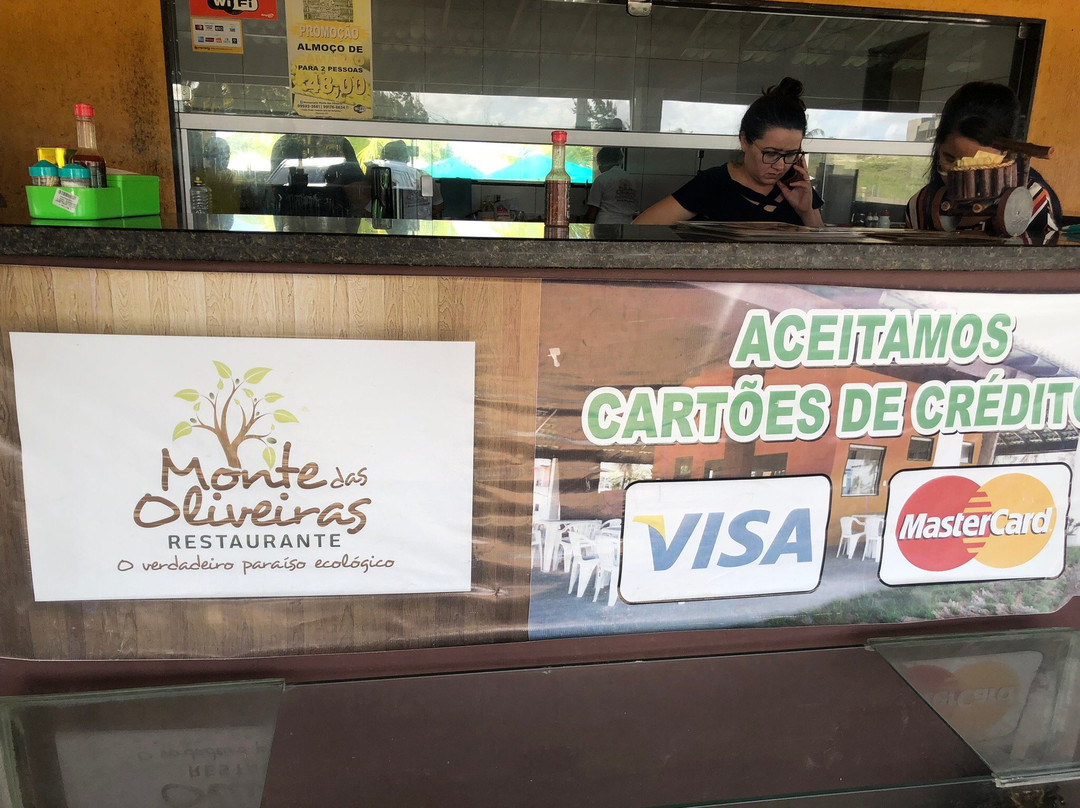 WiFi
PROMOÇÃO
ALMOÇO DE
PARA 2 PESSOAS
48,00
Monte das
Oliveiras
RESTAURANTE
O verdadeiro paraíso ecológico
ACEITAMOS
CARTÕES DE CRÉDITO
VISA
MasterCard